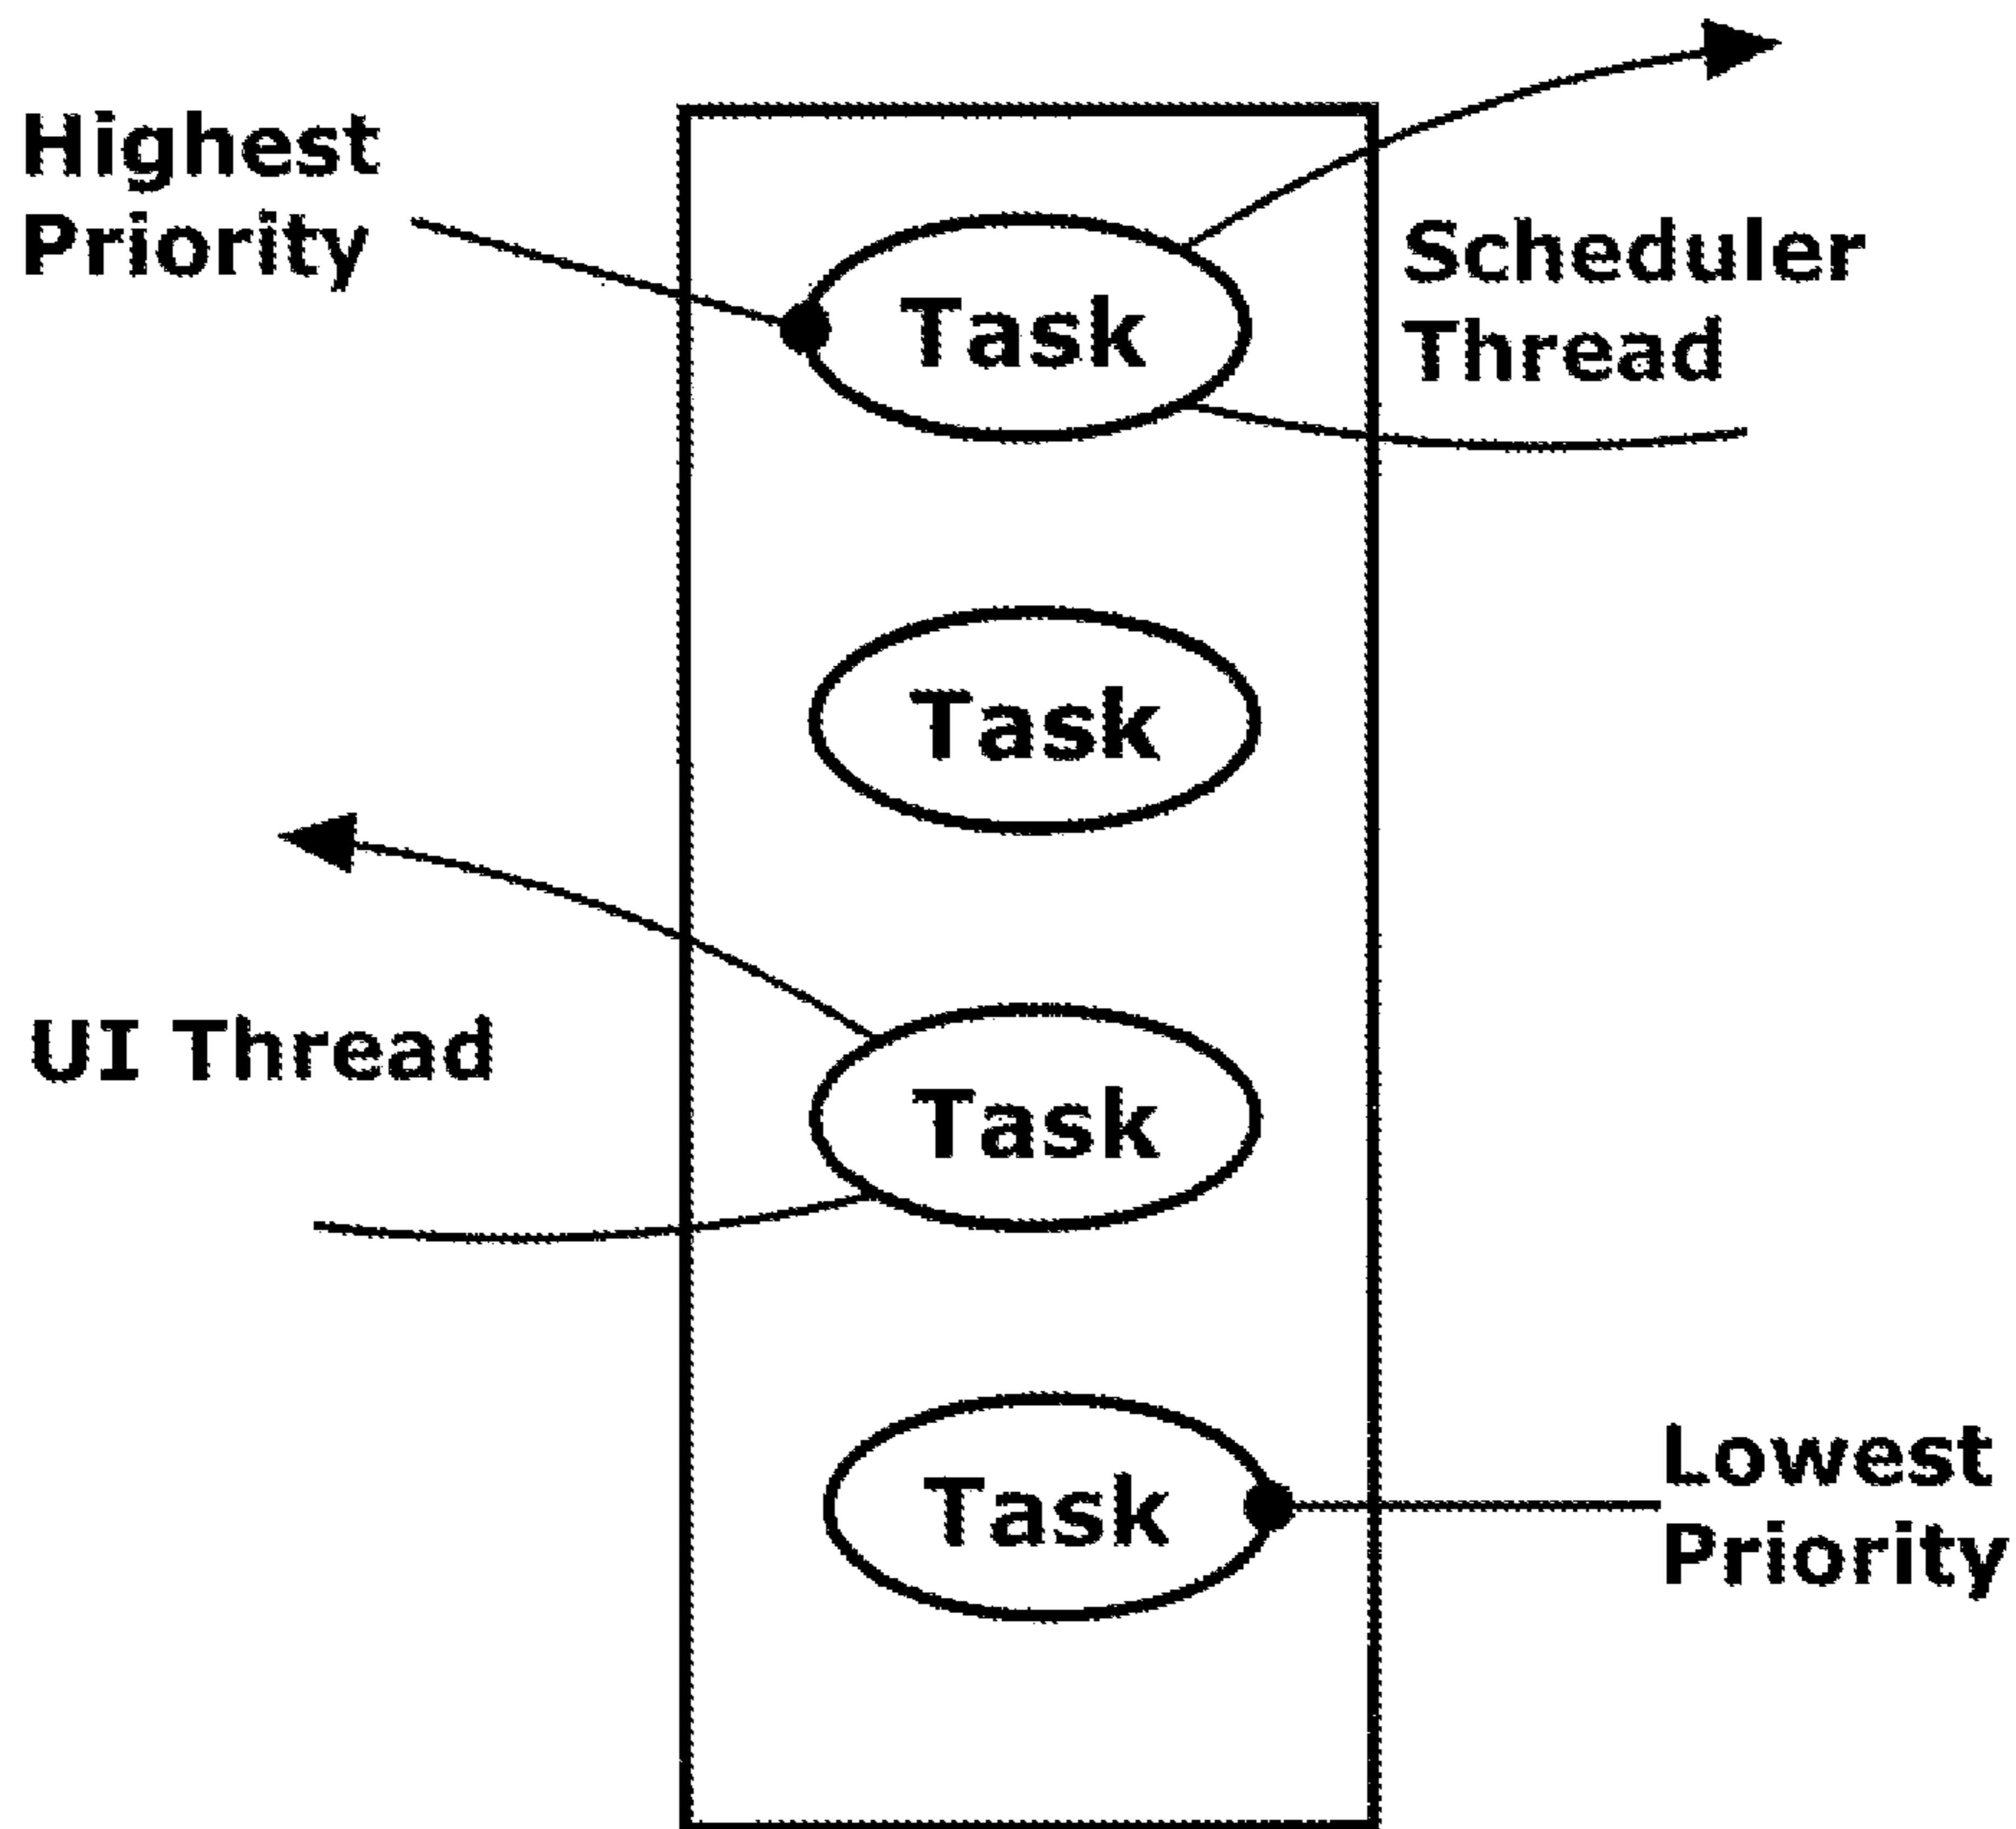 Highest
Priority
Scheduler
Thread
Task
Task
UI Thread
Task
Task
Lowest
Priority